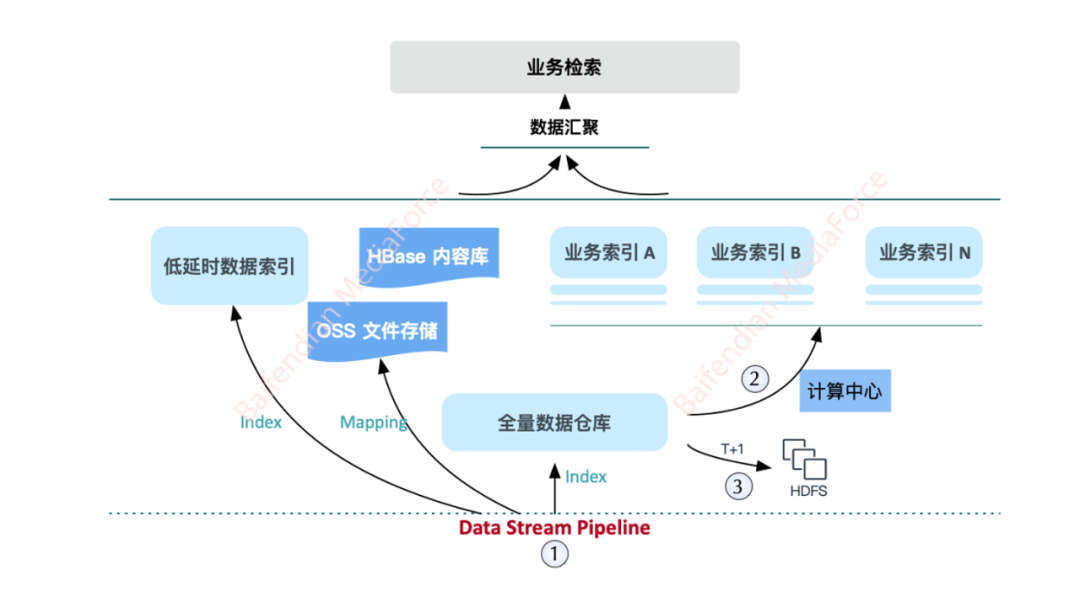 业务检索
数据汇聚
低延时数据索引
HBase 内容库
业务索引 A
业务索引 B
业务索引 N
OSS 文件存储
②
计算中心
Index
Mapping
全量数据仓库
T+1
③
HDFS
Index
Data Stream Pipeline
①
Baifendian MediaForce
Baifendian MediaForce